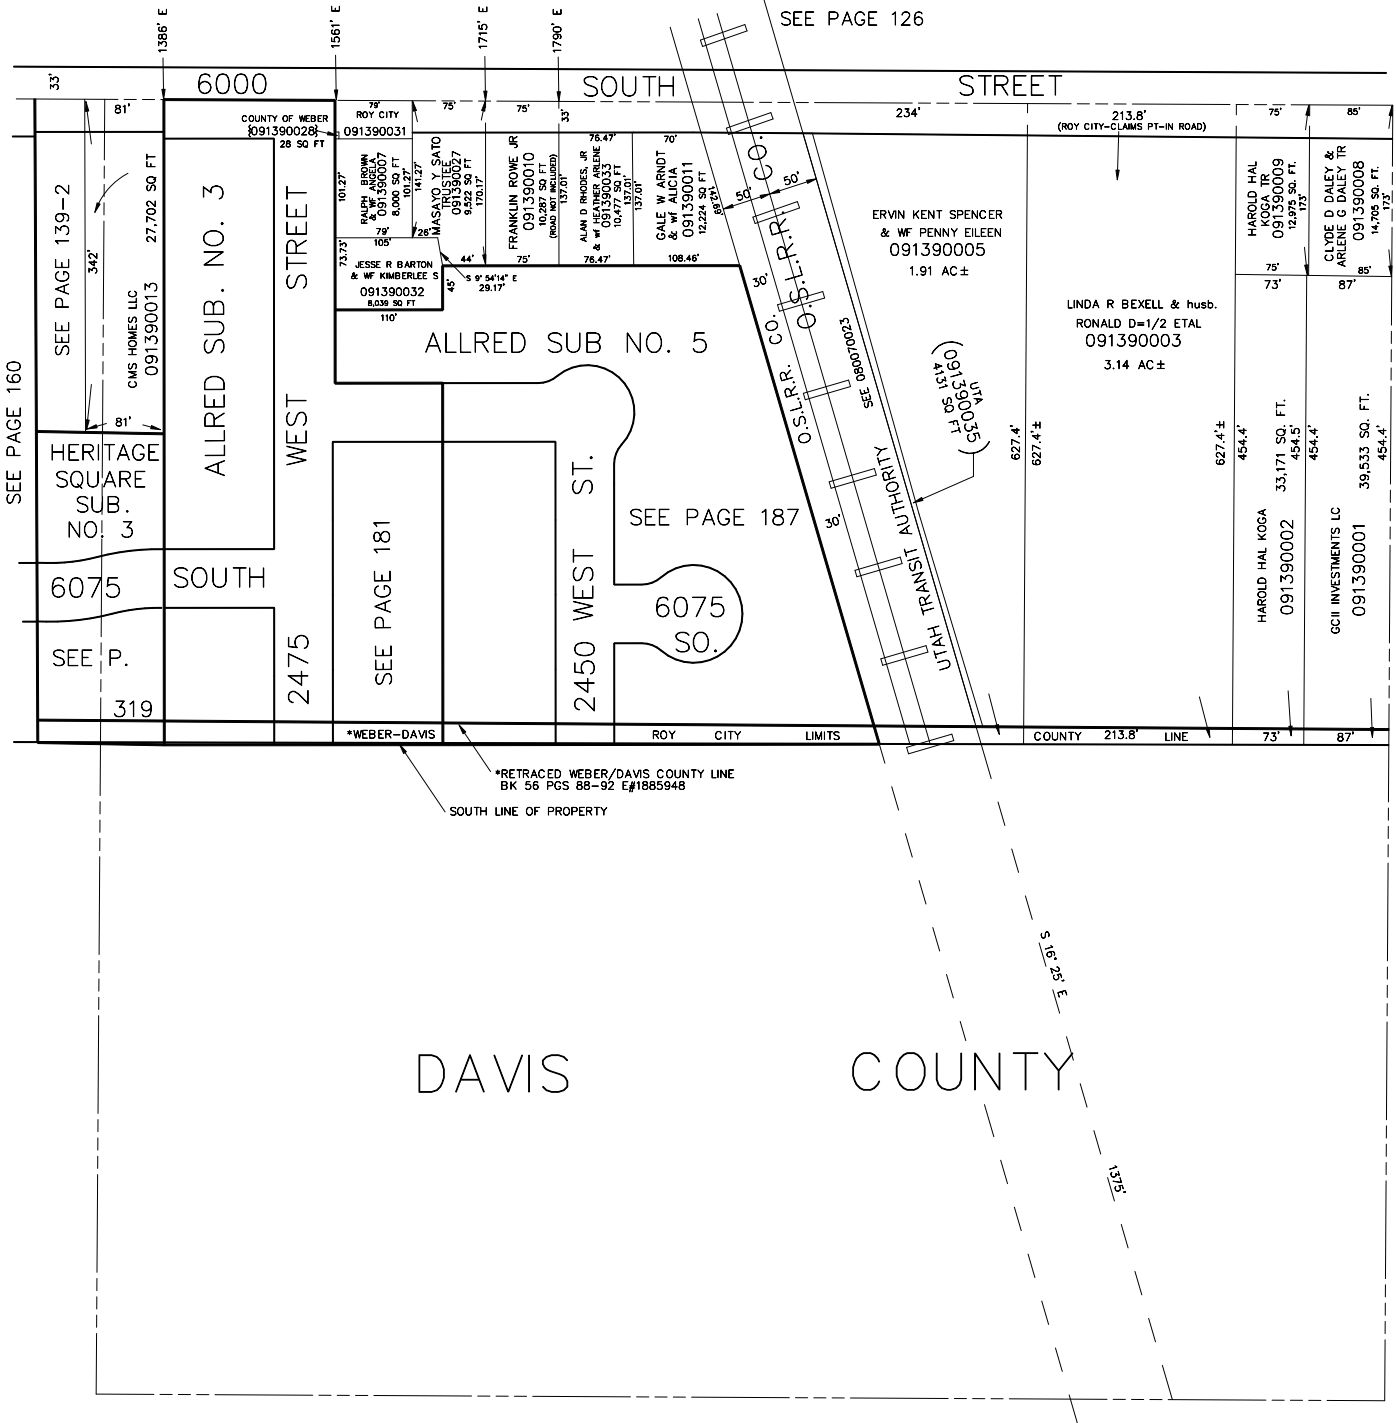 SEE PAGE 126
1386' E
1561' E
1715' E
1790' E
6000 SOUTH STREET
33'
81'
79'
75'
75'
33'
234'
213.8'
75'
85'
COUNTY OF WEBER
091390028
28 SQ FT
ROY CITY
091390031
(ROY CITY-CLAIMS PT-IN ROAD)
SEE PAGE 139-2
342'
CMS HOMES LLC
091390013
27,702 SQ FT
81'
SEE PAGE 160
ALLRED SUB. NO. 3
2475 WEST STREET
101.27'
RALPH BROWN
& WF ANGELA
091390007
8,000 SQ FT
101.27'
141.27'
79'
MASAYO Y SATO
TRUSTEE
091390027
9,522 SQ FT
170.17'
26'
44'
FRANKLIN ROWE JR
091390010
10,287 SQ FT
(ROAD NOT INCLUDED)
137.01'
75'
76.47'
ALAN D RHODES, JR
& wf HEATHER ARLENE
091390033
10,477 SQ FT
137.01'
137.01'
76.47'
70'
GALE W ARNDT
& wf ALICIA
091390011
12,224 SQ FT
142.69'
108.46'
73.73'
105'
JESSE R BARTON
& WF KIMBERLEE S
091390032
8,039 SQ FT
110'
45'
S 9° 54'14" E
29.17'
ALLRED SUB NO. 5
SEE PAGE 187
50'
50'
30'
30'
O.S.L.R.R. CO.
O.S.L.R.R. CO.
SEE 080070023
UTAH TRANSIT AUTHORITY
UTA
091390035
4131 SQ FT
ERVIN KENT SPENCER
& WF PENNY EILEEN
091390005
1.91 AC±
627.4'
627.4'±
LINDA R BEXELL & husb.
RONALD D=1/2 ETAL
091390003
3.14 AC±
627.4'±
HAROLD HAL
KOGA TR
091390009
12,975 SQ. FT.
173'
75'
CLYDE D DALEY &
ARLENE G DALEY TR
091390008
14,705 SQ. FT.
173'
85'
73'
87'
454.4'
HAROLD HAL KOGA
091390002
33,171 SQ. FT.
454.5'
454.4'
GCII INVESTMENTS LC
091390001
39,533 SQ. FT.
454.4'
HERITAGE
SQUARE
SUB.
NO. 3
6075 SOUTH
SEE P.
319
SEE PAGE 181
2450 WEST ST.
6075
SO.
*WEBER-DAVIS
ROY CITY LIMITS
COUNTY 213.8' LINE
73'
87'
*RETRACED WEBER/DAVIS COUNTY LINE
BK 56 PGS 88-92 E#1885948
SOUTH LINE OF PROPERTY
S 16° 25' E
DAVIS COUNTY
1375'